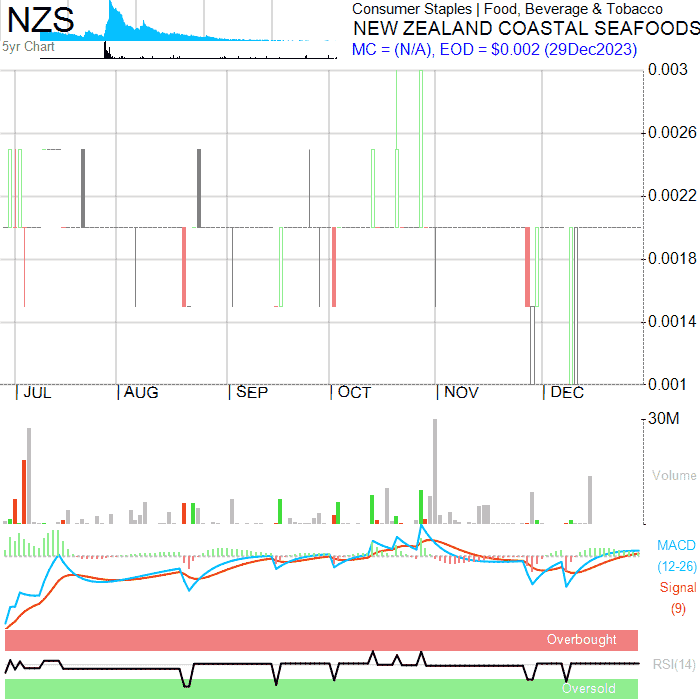 NZS
5yr Chart
Consumer Staples | Food, Beverage & Tobacco
NEW ZEALAND COASTAL SEAFOODS
MC = (N/A), EOD = $0.002 (29Dec2023)
0.003
0.0026
0.0022
0.0018
0.0014
0.001
JUL AUG SEP OCT NOV DEC
30M
Volume
MACD
(12-26)
Signal
(9)
Overbought
RSI(14)
Oversold